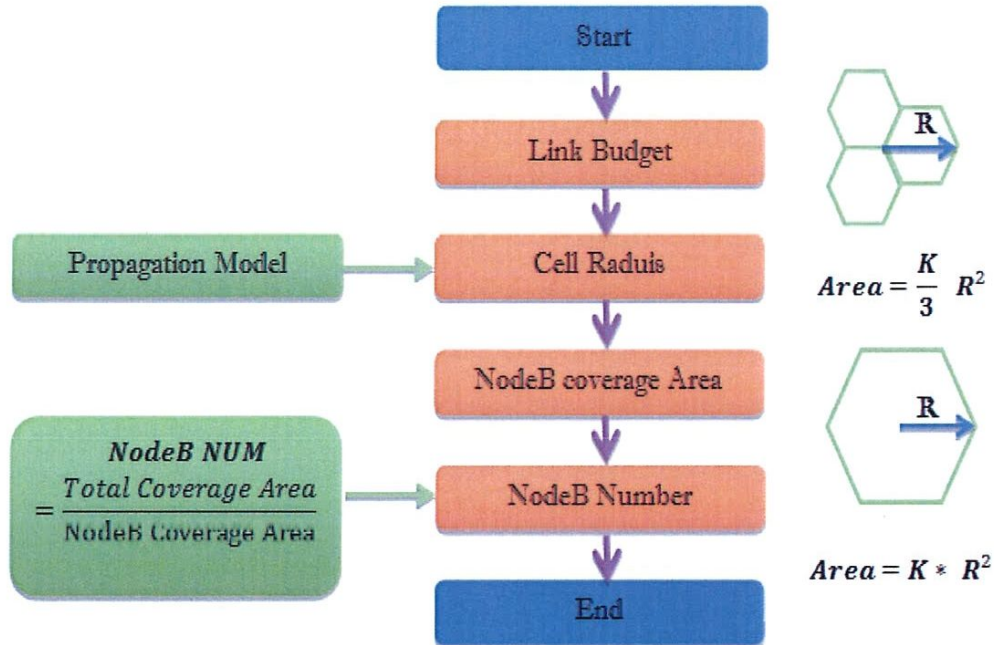 Start
Link Budget
Propagation Model
Cell Raduis
NodeB coverage Area
NodeB NUM
= Total Coverage Area
NodeB Coverage Area
NodeB Number
End
R
Area = K/3 R²
R
Area = K * R²